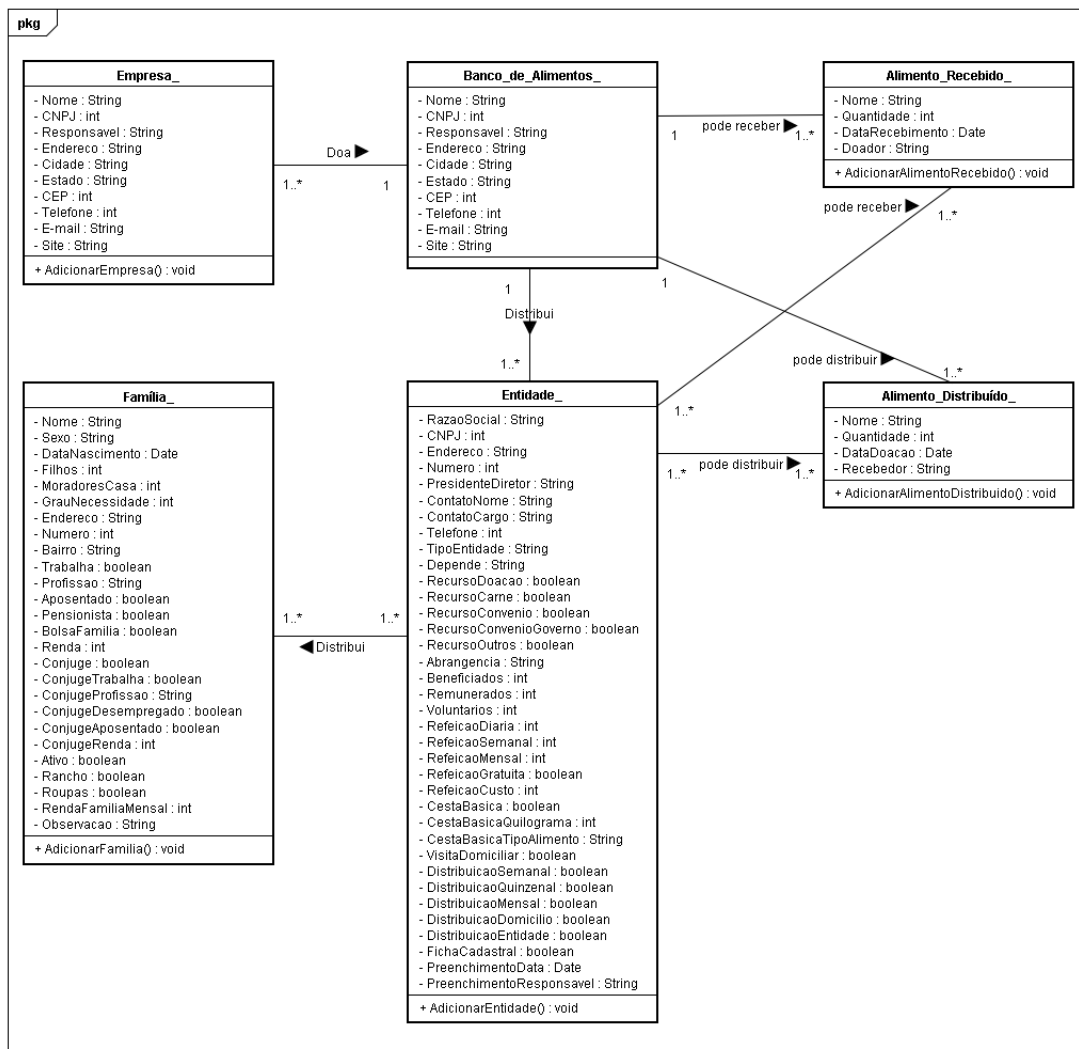 pkg
Empresa_
- Nome : String
- CNPJ : int
- Responsavel : String
- Endereco : String
- Cidade : String
- Estado : String
- CEP : int
- Telefone : int
- E-mail : String
- Site : String
+ AdicionarEmpresa() : void
Doa
1..*
1
Banco_de_Alimentos_
- Nome : String
- CNPJ : int
- Responsavel : String
- Endereco : String
- Cidade : String
- Estado : String
- CEP : int
- Telefone : int
- E-mail : String
- Site : String
pode receber
1
1..*
Alimento_Recebido_
- Nome : String
- Quantidade : int
- DataRecebimento : Date
- Doador : String
+ AdicionarAlimentoRecebido() : void
pode receber
1..*
1
Distribui
1..*
1
pode distribuir
1..*
Família_
- Nome : String
- Sexo : String
- DataNascimento : Date
- Filhos : int
- MoradoresCasa : int
- GrauNecessidade : int
- Endereco : String
- Numero : int
- Bairro : String
- Trabalha : boolean
- Profissao : String
- Aposentado : boolean
- Pensionista : boolean
- BolsaFamilia : boolean
- Renda : int
- Conjuge : boolean
- ConjugeTrabalha : boolean
- ConjugeProfissao : String
- ConjugeDesempregado : boolean
- ConjugeAposentado : boolean
- ConjugeRenda : int
- Ativo : boolean
- Rancho : boolean
- Roupas : boolean
- RendaFamiliaMensal : int
- Observacao : String
+ AdicionarFamilia() : void
1..*
1..*
Distribui
Entidade_
- RazaoSocial : String
- CNPJ : int
- Endereco : String
- Numero : int
- PresidenteDiretor : String
- ContatoNome : String
- ContatoCargo : String
- Telefone : int
- TipoEntidade : String
- Depende : String
- RecursoDoacao : boolean
- RecursoCarne : boolean
- RecursoConvenio : boolean
- RecursoConvenioGoverno : boolean
- RecursoOutros : boolean
- Abrangencia : String
- Beneficiados : int
- Remunerados : int
- Voluntarios : int
- RefeicaoDiaria : int
- RefeicaoSemanal : int
- RefeicaoMensal : int
- RefeicaoGratuita : boolean
- RefeicaoCusto : int
- CestaBasica : boolean
- CestaBasicaQuilograma : int
- CestaBasicaTipoAlimento : String
- VisitaDomiciliar : boolean
- DistribuicaoSemanal : boolean
- DistribuicaoQuinzenal : boolean
- DistribuicaoMensal : boolean
- DistribuicaoDomicilio : boolean
- DistribuicaoEntidade : boolean
- FichaCadastral : boolean
- PreenchimentoData : Date
- PreenchimentoResponsavel : String
+ AdicionarEntidade() : void
1..*
1..*
pode distribuir
1..*
Alimento_Distribuído_
- Nome : String
- Quantidade : int
- DataDoacao : Date
- Recebedor : String
+ AdicionarAlimentoDistribuido() : void